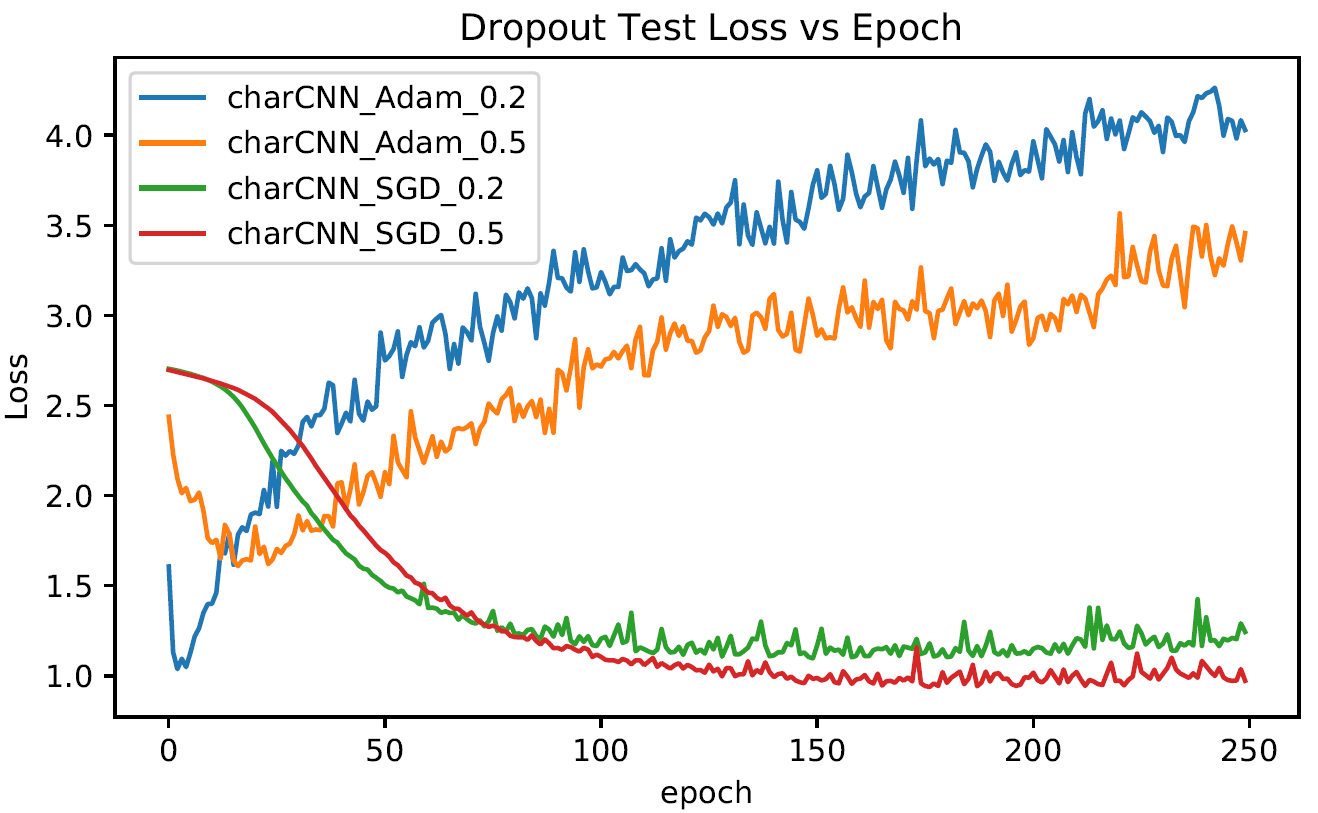 Dropout Test Loss vs Epoch
charCNN_Adam_0.2
charCNN_Adam_0.5
charCNN_SGD_0.2
charCNN_SGD_0.5
4.0
3.5
3.0
2.5
2.0
1.5
1.0
Loss
0 50 100 150 200 250
epoch